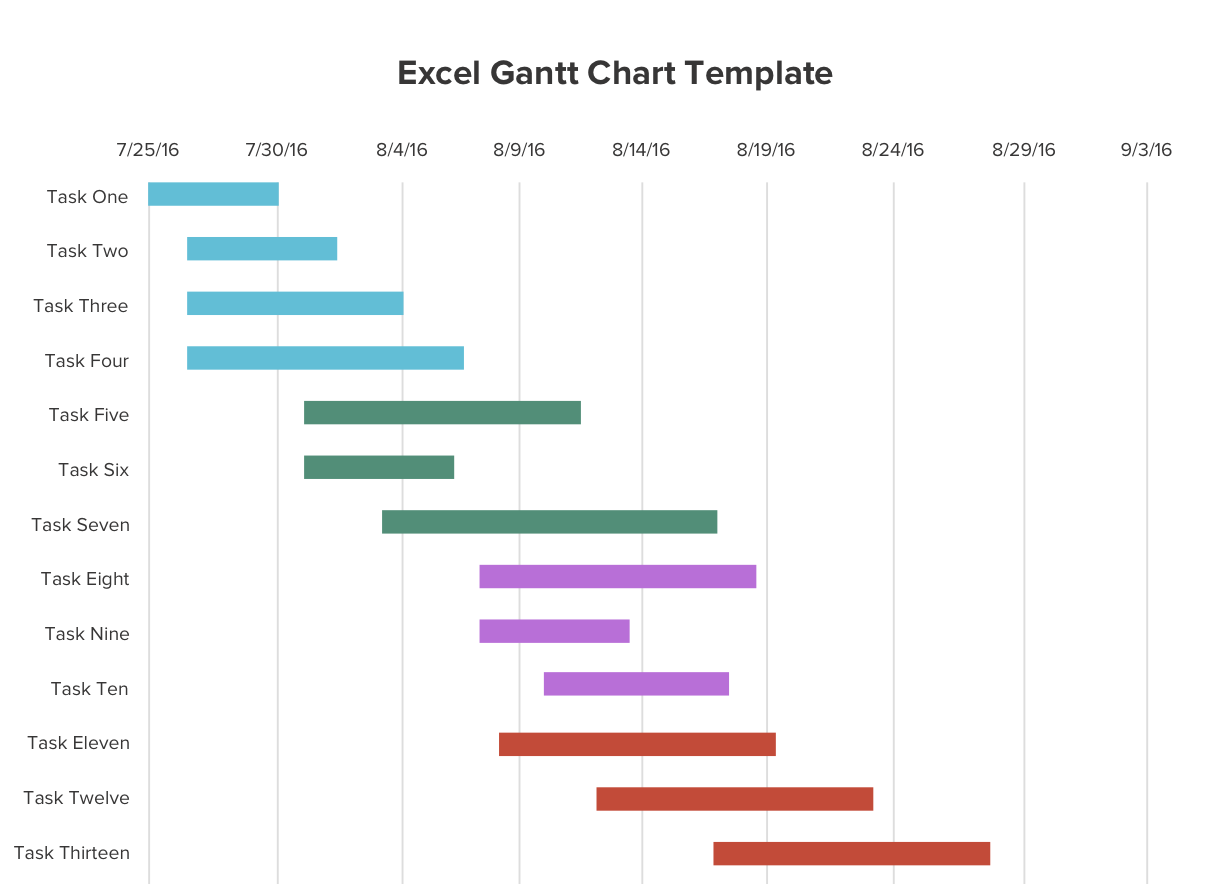 Excel Gantt Chart Template
7/25/16 7/30/16 8/4/16 8/9/16 8/14/16 8/19/16 8/24/16 8/29/16 9/3/16
Task One
Task Two
Task Three
Task Four
Task Five
Task Six
Task Seven
Task Eight
Task Nine
Task Ten
Task Eleven
Task Twelve
Task Thirteen